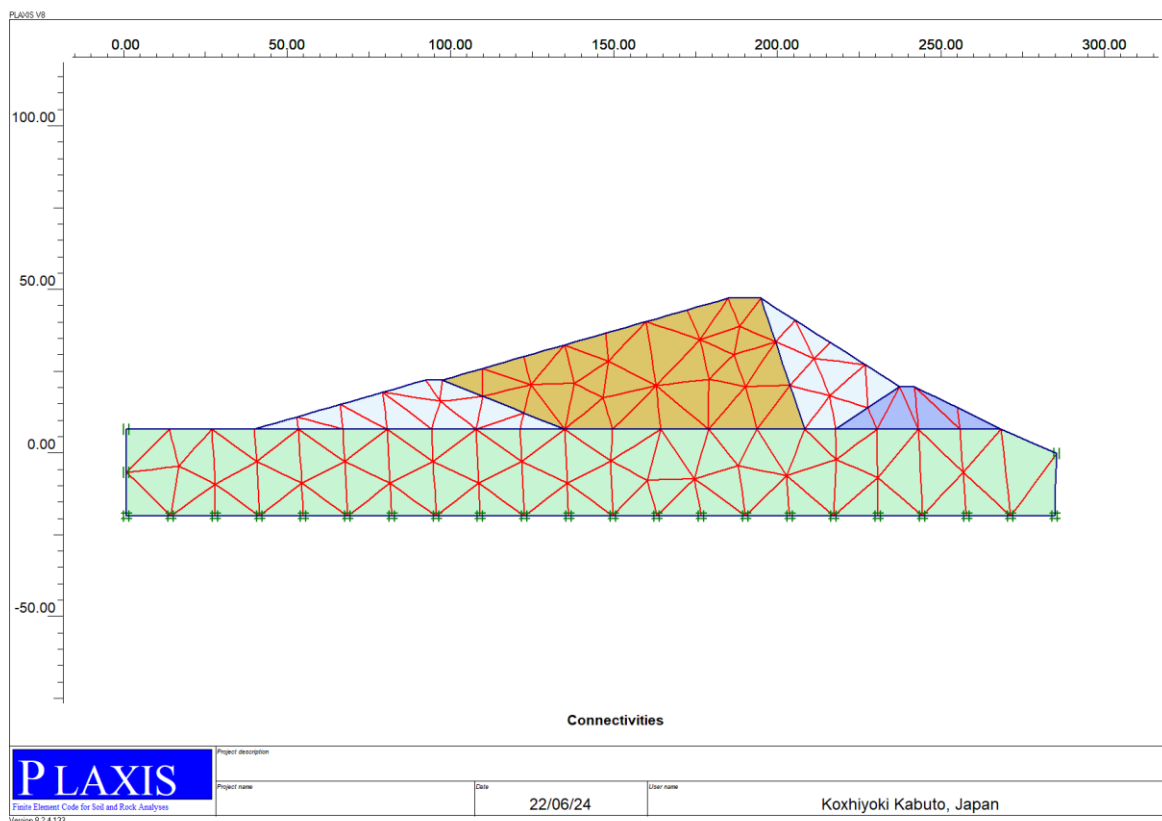 PLAXIS V8
0.00 50.00 100.00 150.00 200.00 250.00 300.00
100.00
50.00
0.00
-50.00
Connectivities
PLAXIS
Finite Element Code for Soil and Rock Analyses
Project description
Project name
Date
22/06/24
User name
Koxhiyoki Kabuto, Japan